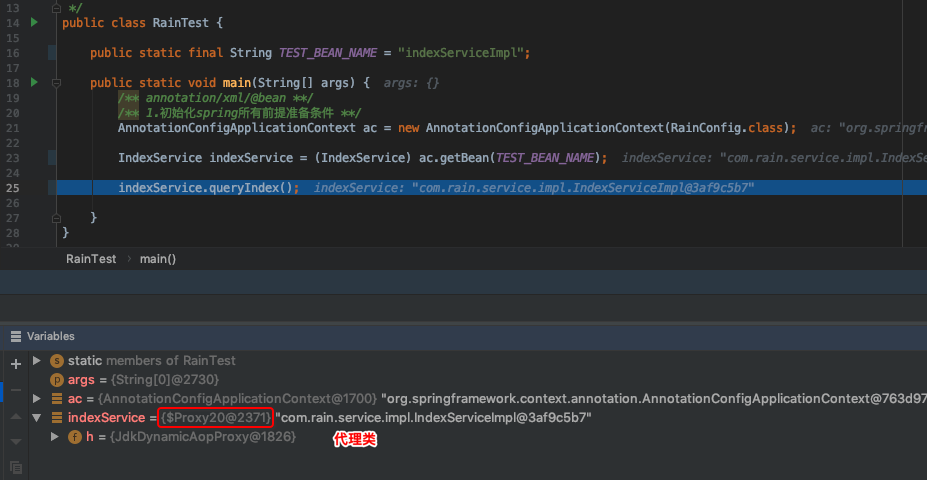 13 */
14 public class RainTest {
15
16 public static final String TEST_BEAN_NAME = "indexServiceImpl";
17
18 public static void main(String[] args) { args: {}
19 /** annotation/xml/@bean **/
20 /** 1.初始化spring所有前提准备条件 **/
21 AnnotationConfigApplicationContext ac = new AnnotationConfigApplicationContext(RainConfig.class); ac: "org.springfr
22
23 IndexService indexService = (IndexService) ac.getBean(TEST_BEAN_NAME); indexService: "com.rain.service.impl.IndexSe
24
25 indexService.queryIndex(); indexService: "com.rain.service.impl.IndexServiceImpl@3af9c5b7"
26
27 }
28 }
RainTest main()
Variables
s static members of RainTest
p args = {String[0]@2730}
ac = {AnnotationConfigApplicationContext@1700} "org.springframework.context.annotation.AnnotationConfigApplicationContext@763d97
indexService = {$Proxy20@2371} "com.rain.service.impl.IndexServiceImpl@3af9c5b7"
f h = {JdkDynamicAopProxy@1826}
代理类